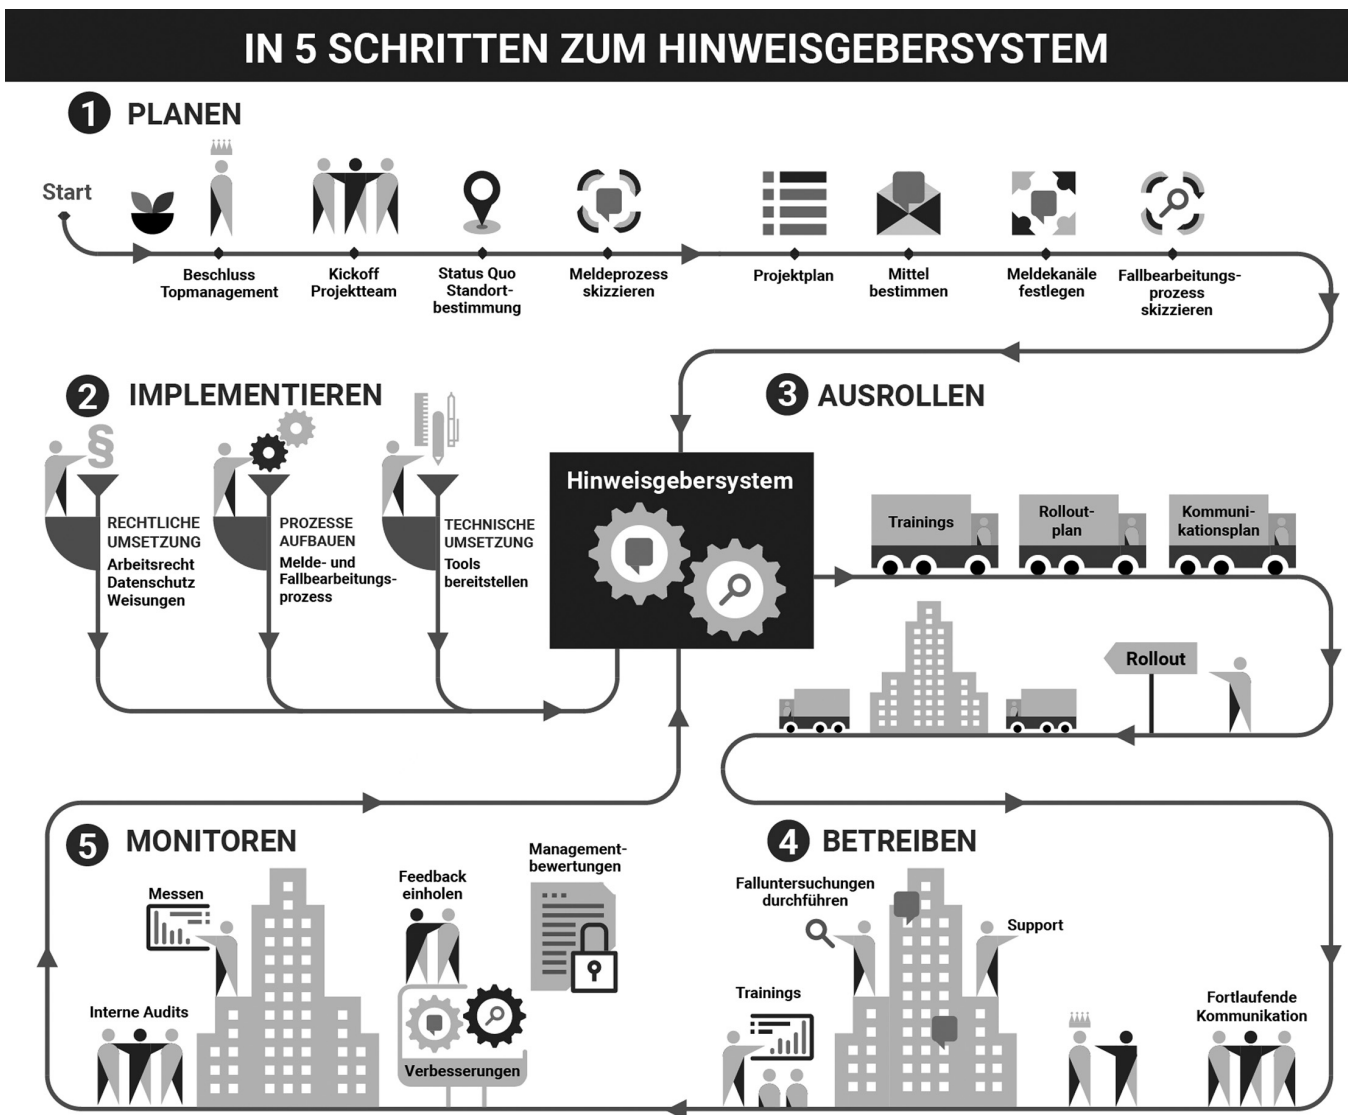 IN 5 SCHRITTEN ZUM HINWEISGEBERSYSTEM
1 PLANEN
Start
Beschluss
Topmanagement
Kickoff
Projektteam
Status Quo
Standort-
bestimmung
Meldeprozess
skizzieren
Projektplan
Mittel
bestimmen
Meldekanäle
festlegen
Fallbearbeitungs-
prozess
skizzieren
2 IMPLEMENTIEREN
§
RECHTLICHE
UMSETZUNG
Arbeitsrecht
Datenschutz
Weisungen
PROZESSE
AUFBAUEN
Melde- und
Fallbearbeitungs-
prozess
TECHNISCHE
UMSETZUNG
Tools
bereitstellen
Hinweisgebersystem
3 AUSROLLEN
Trainings
Rollout-
plan
Kommuni-
kationsplan
Rollout
4 BETREIBEN
Falluntersuchungen
durchführen
Support
Trainings
Fortlaufende
Kommunikation
5 MONITOREN
Messen
Interne Audits
Feedback
einholen
Verbesserungen
Management-
bewertungen